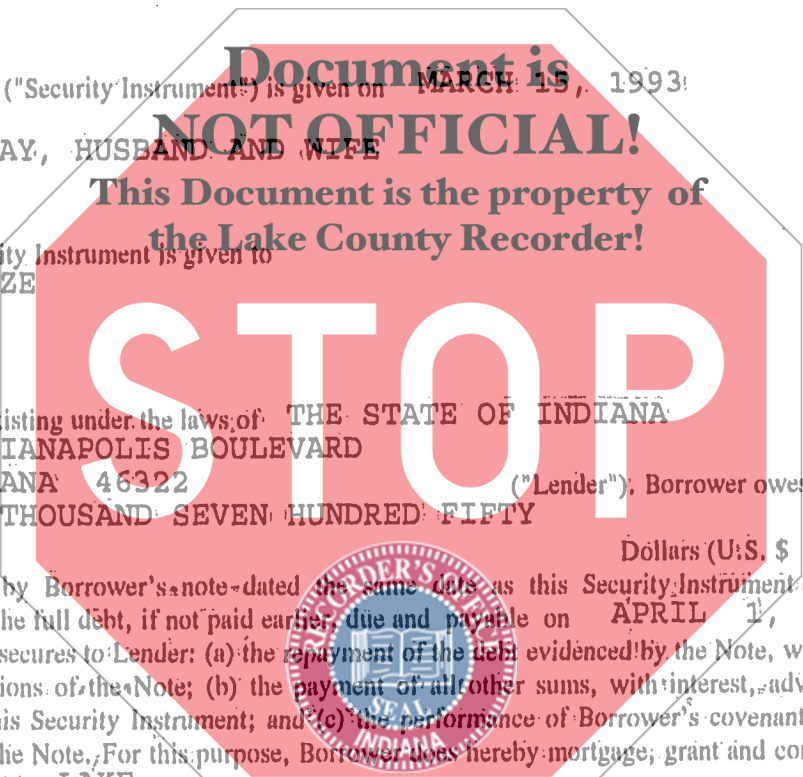 Document is
("Security Instrument") is given on MARCH 15, 1993
NOT OFFICIAL!
AY, HUSBAND AND WIFE
This Document is the property of
the Lake County Recorder!
ity Instrument is given to
ZE
STOP
isting under the laws of THE STATE OF INDIANA
IANAPOLIS BOULEVARD
ANA 46322 ("Lender"). Borrower owes
THOUSAND SEVEN HUNDRED FIFTY
Dollars (U.S. $
by Borrower's note dated the same date as this Security Instrument
he full debt, if not paid earlier, due and payable on APRIL 1,
secures to Lender: (a) the repayment of the debt evidenced by the Note, w
ions of the Note; (b) the payment of all other sums, with interest, adv
his Security Instrument; and (c) the performance of Borrower's covenant
he Note. For this purpose, Borrower does hereby mortgage, grant and co
LAKE
RECORDER'S OFFICE
SEAL
INDIANA